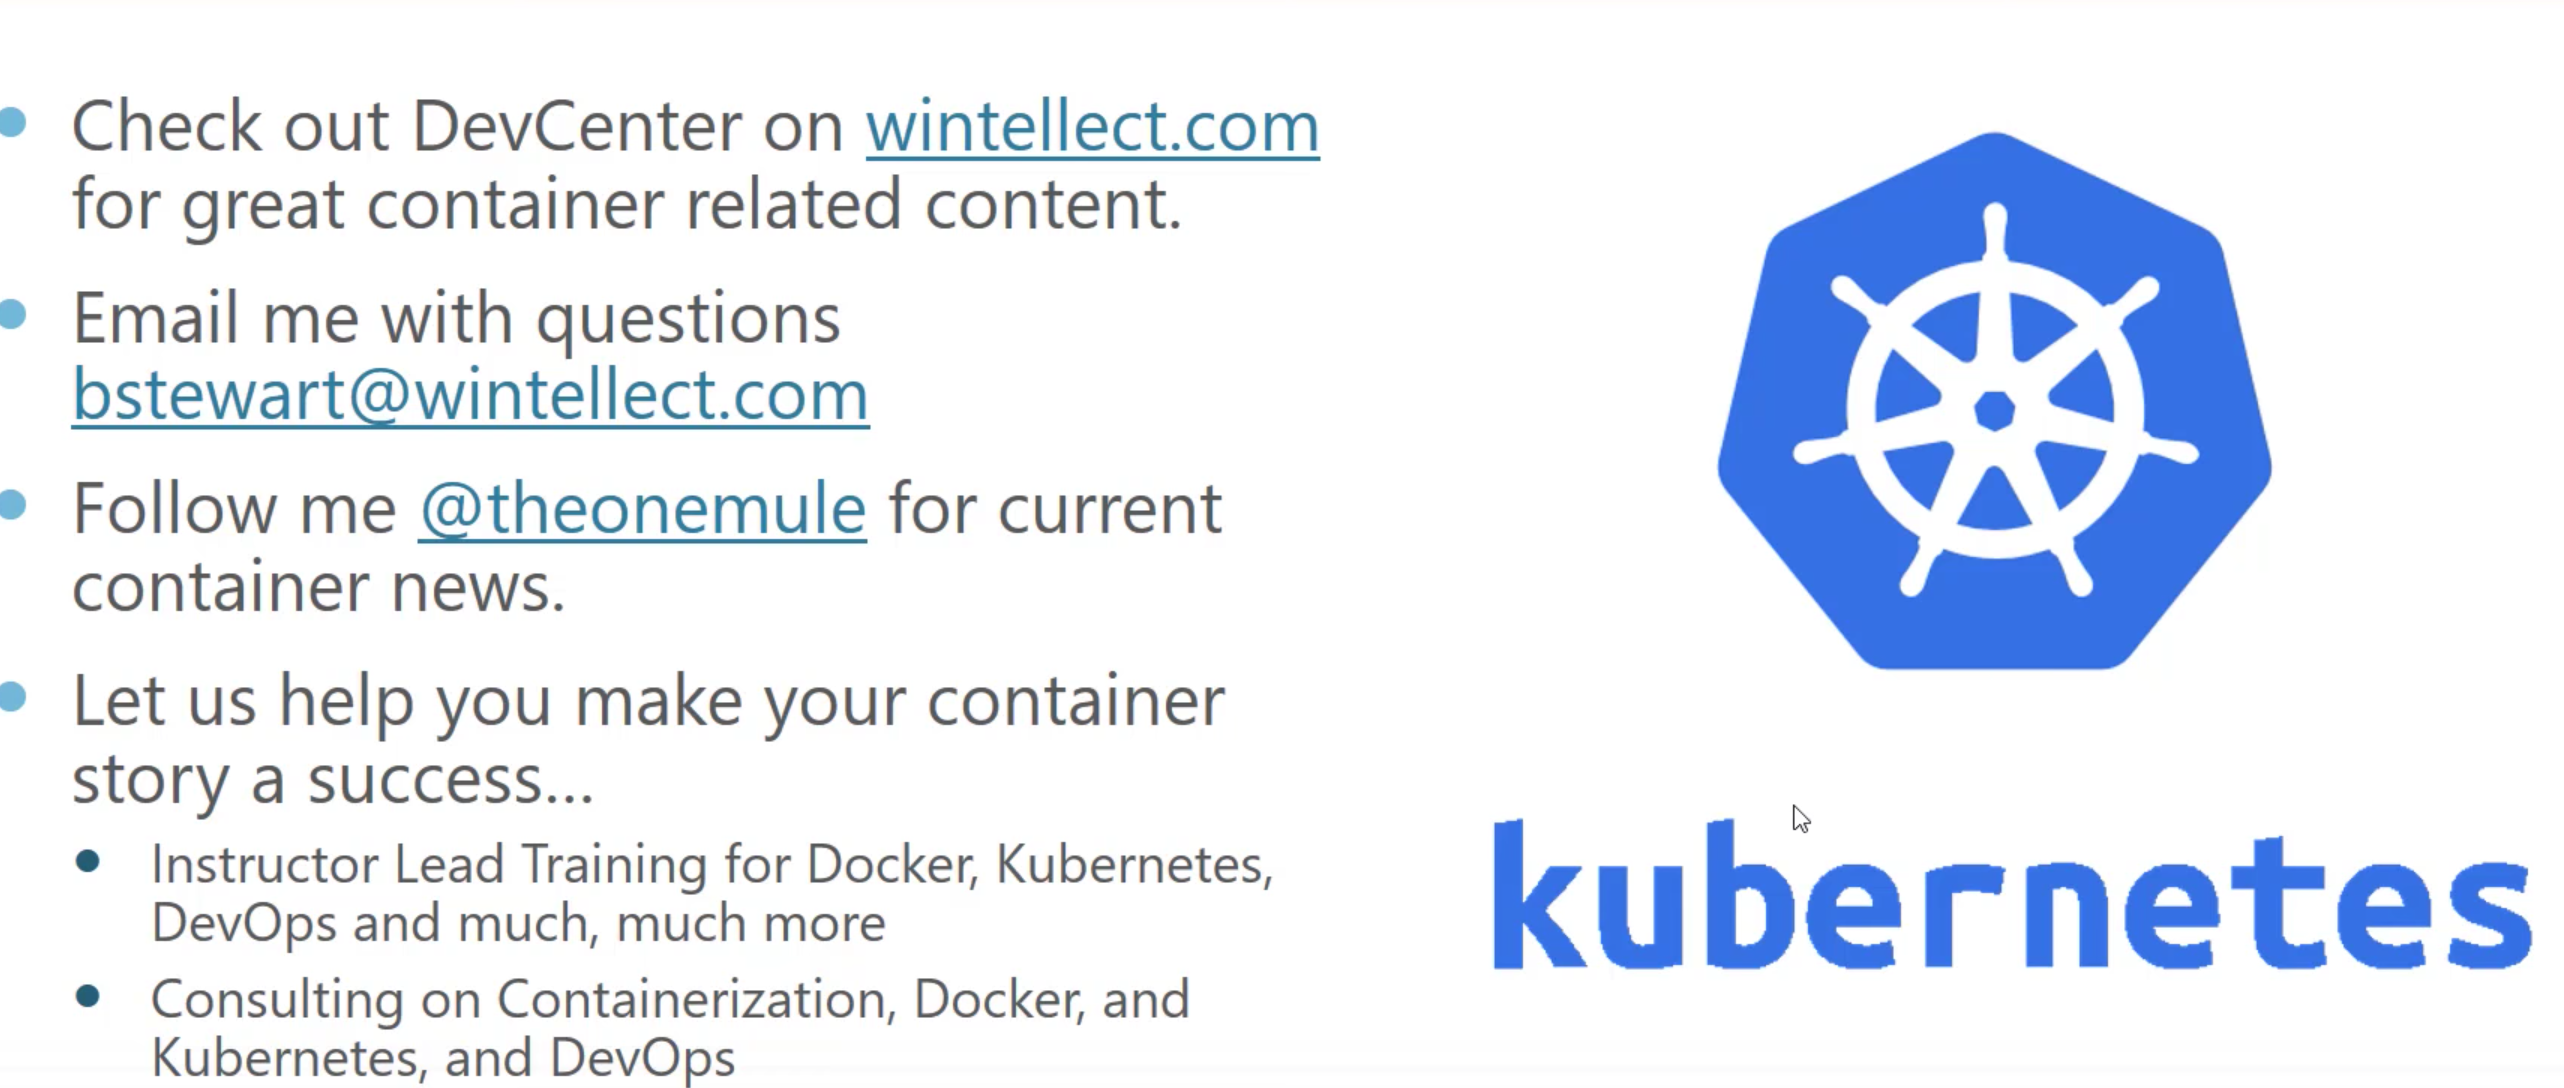 Check out DevCenter on wintellect.com
for great container related content.
Email me with questions
bstewart@wintellect.com
Follow me @theonemule for current
container news.
Let us help you make your container
story a success...
Instructor Lead Training for Docker, Kubernetes,
DevOps and much, much more
Consulting on Containerization, Docker, and
Kubernetes, and DevOps
kubernetes